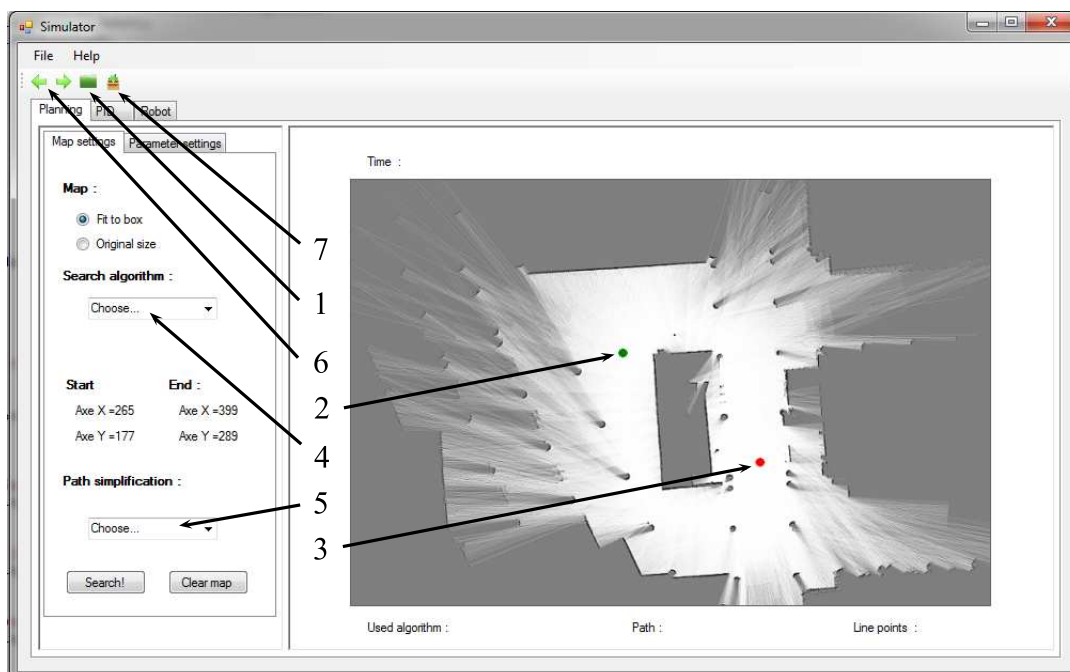 Simulator
File Help
Planning PID Robot
Map settings Parameter settings
Time :
Map :
Fit to box
Original size
7
Search algorithm :
1
Choose...
6
Start End :
2
Axe X =265 Axe X =399
Axe Y =177 Axe Y =289
4
Path simplification :
5
Choose...
3
Search! Clear map
Used algorithm : Path : Line points :